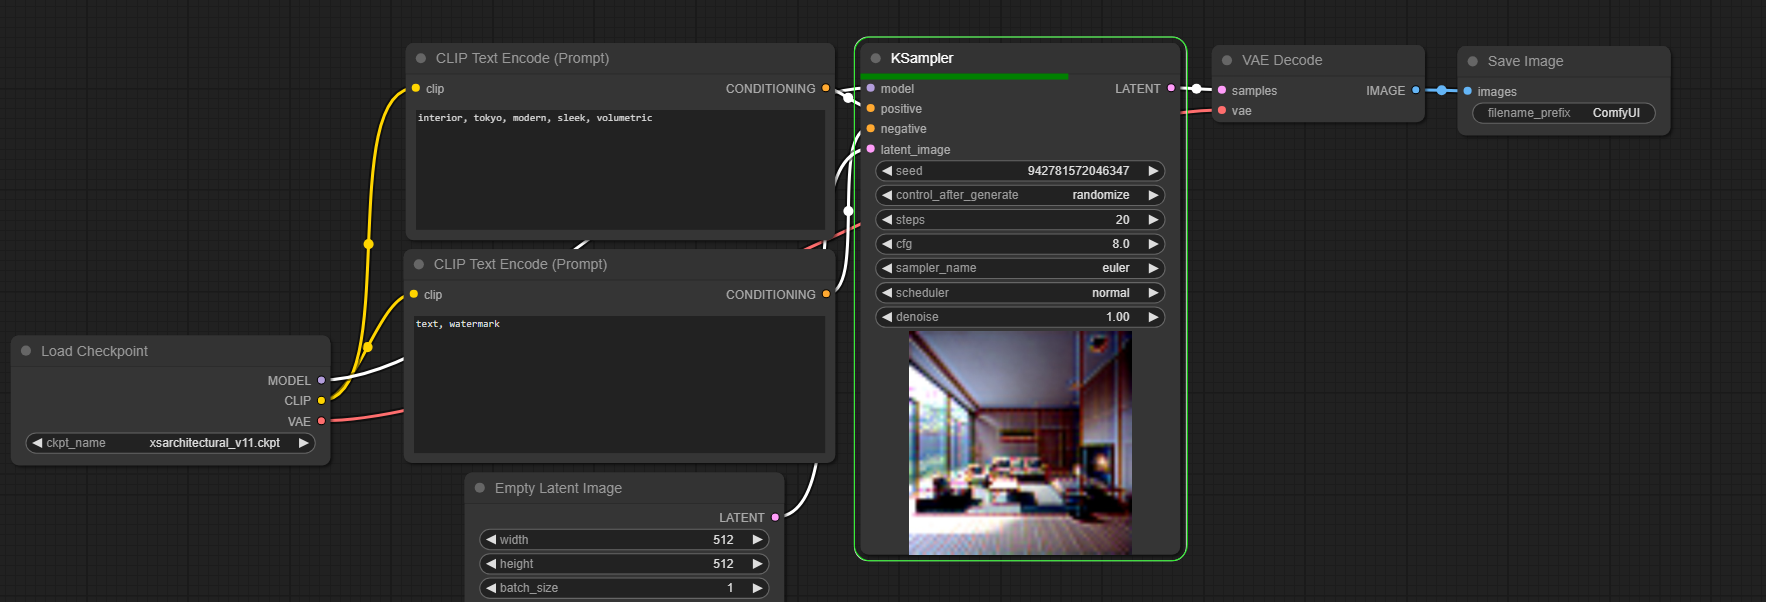 CLIP Text Encode (Prompt)
clip
CONDITIONING
interior, tokyo, modern, sleek, volumetric
CLIP Text Encode (Prompt)
clip
CONDITIONING
text, watermark
Load Checkpoint
MODEL
CLIP
VAE
ckpt_name xsarchitectural_v11.ckpt
Empty Latent Image
LATENT
width 512
height 512
batch_size 1
KSampler
model LATENT
positive
negative
latent_image
seed 942781572046347
control_after_generate randomize
steps 20
cfg 8.0
sampler_name euler
scheduler normal
denoise 1.00
VAE Decode
samples IMAGE
vae
Save Image
images
filename_prefix ComfyUI